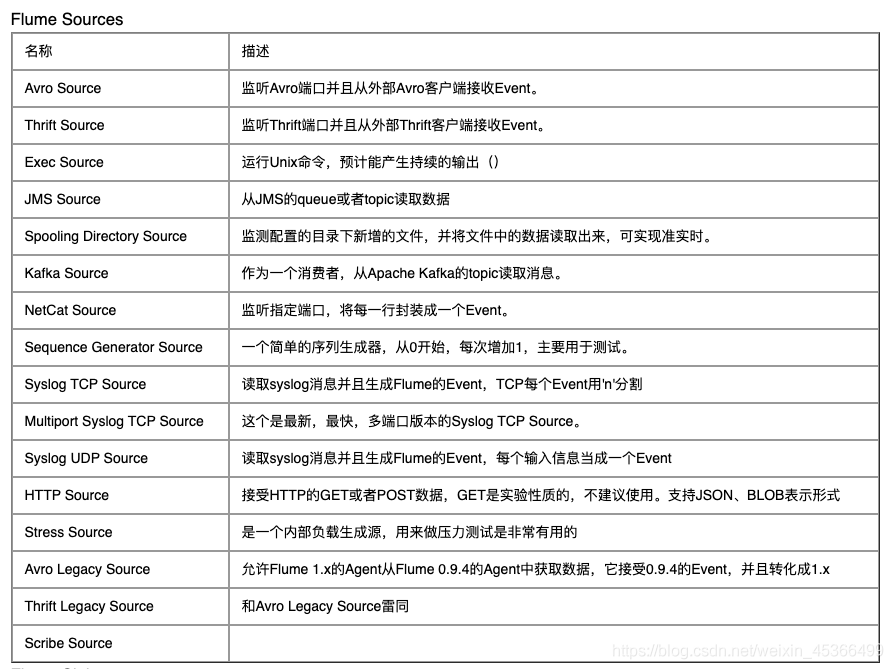 Flume Sources
名称 描述
Avro Source 监听Avro端口并且从外部Avro客户端接收Event。
Thrift Source 监听Thrift端口并且从外部Thrift客户端接收Event。
Exec Source 运行Unix命令，预计能产生持续的输出（）
JMS Source 从JMS的queue或者topic读取数据
Spooling Directory Source 监测配置的目录下新增的文件，并将文件中的数据读取出来，可实现准实时。
Kafka Source 作为一个消费者，从Apache Kafka的topic读取消息。
NetCat Source 监听指定端口，将每一行封装成一个Event。
Sequence Generator Source 一个简单的序列生成器，从0开始，每次增加1，主要用于测试。
Syslog TCP Source 读取syslog消息并且生成Flume的Event，TCP每个Event用'n'分割
Multiport Syslog TCP Source 这个是最新，最快，多端口版本的Syslog TCP Source。
Syslog UDP Source 读取syslog消息并且生成Flume的Event，每个输入信息当成一个Event
HTTP Source 接受HTTP的GET或者POST数据，GET是实验性质的，不建议使用。支持JSON、BLOB表示形式
Stress Source 是一个内部负载生成源，用来做压力测试是非常有用的
Avro Legacy Source 允许Flume 1.x的Agent从Flume 0.9.4的Agent中获取数据，它接受0.9.4的Event，并且转化成1.x
Thrift Legacy Source 和Avro Legacy Source雷同
Scribe Source
https://blog.csdn.net/weixin_45366499